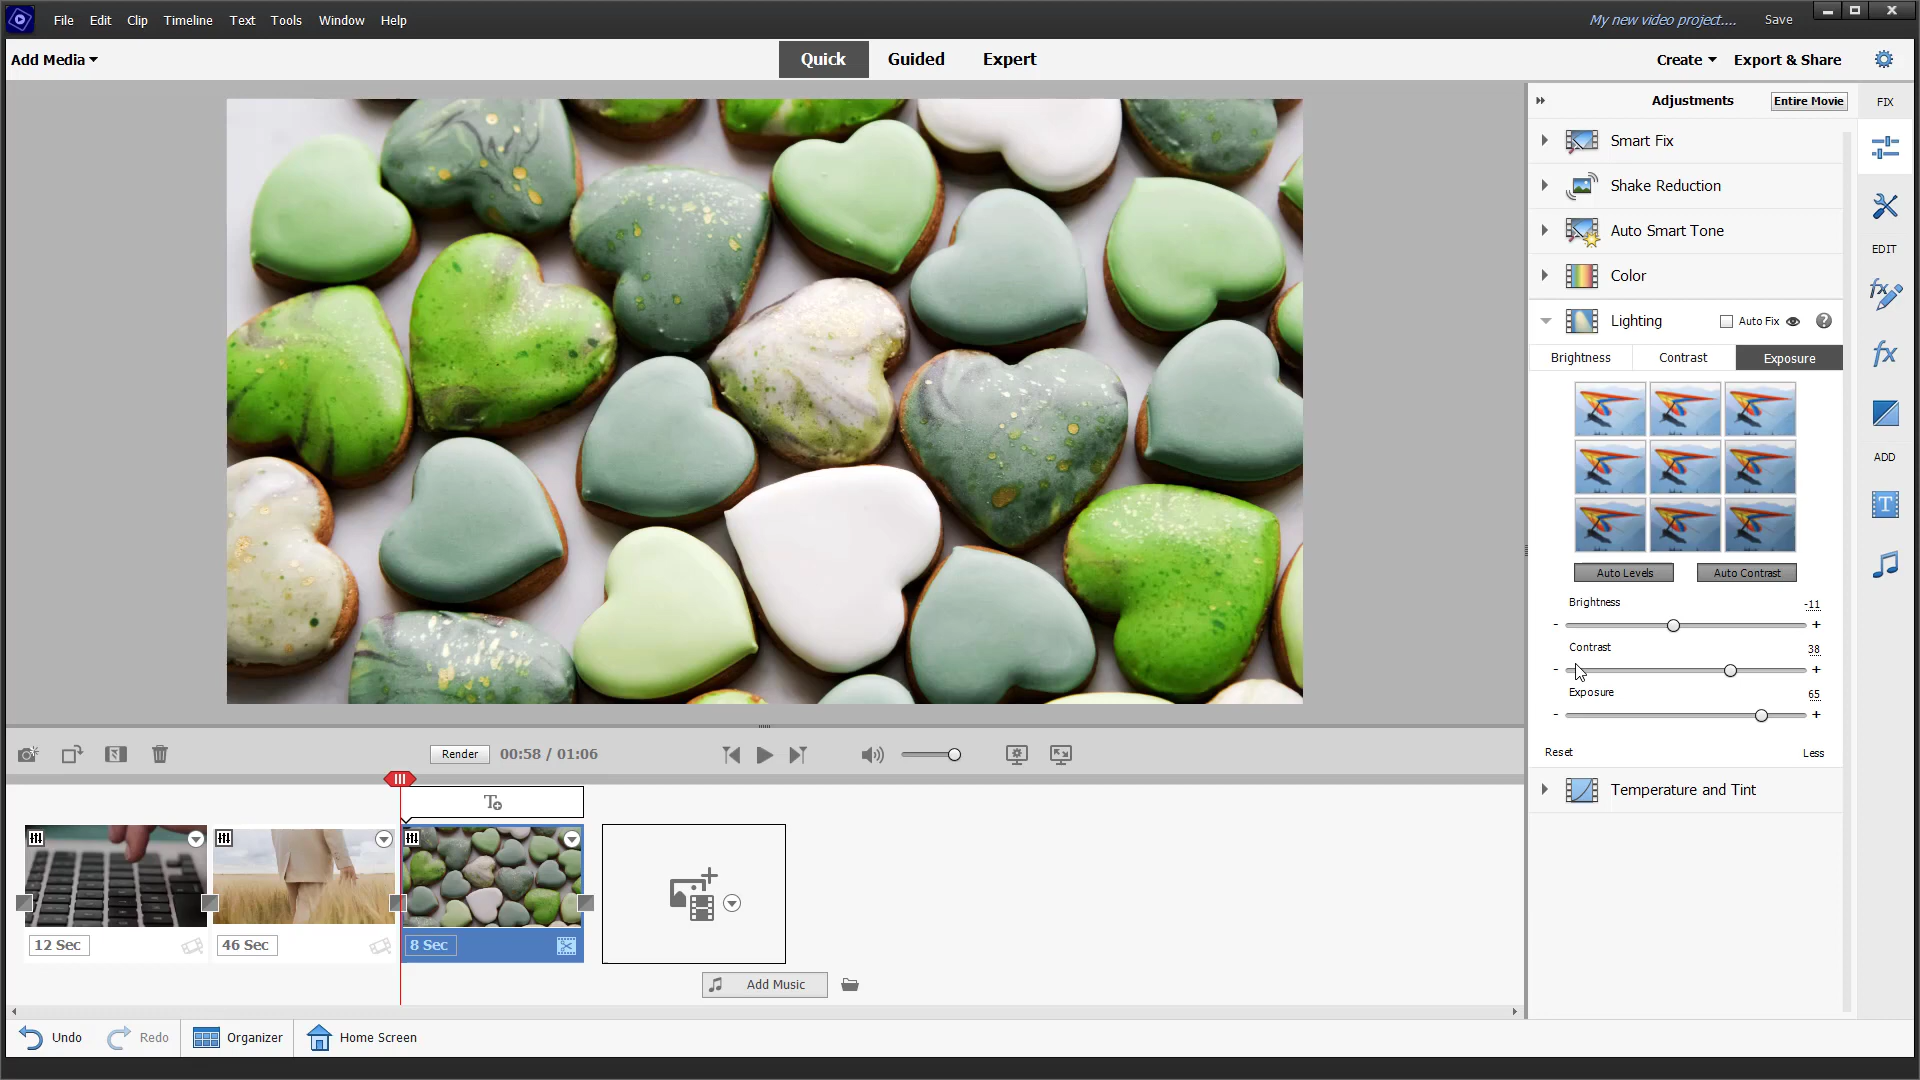 File Edit Clip Timeline Text Tools Window Help
My new video project.... Save
Add Media
Quick Guided Expert
Create Export & Share
Adjustments Entire Movie
FIX
Smart Fix
Shake Reduction
Auto Smart Tone
EDIT
Color
Lighting Auto Fix
Brightness Contrast Exposure
ADD
Auto Levels Auto Contrast
Brightness -11
- +
Contrast 38
- +
Exposure 65
- +
Reset Less
Temperature and Tint
Render 00:58 / 01:06
12 Sec 46 Sec 8 Sec
Add Music
Undo Redo Organizer Home Screen